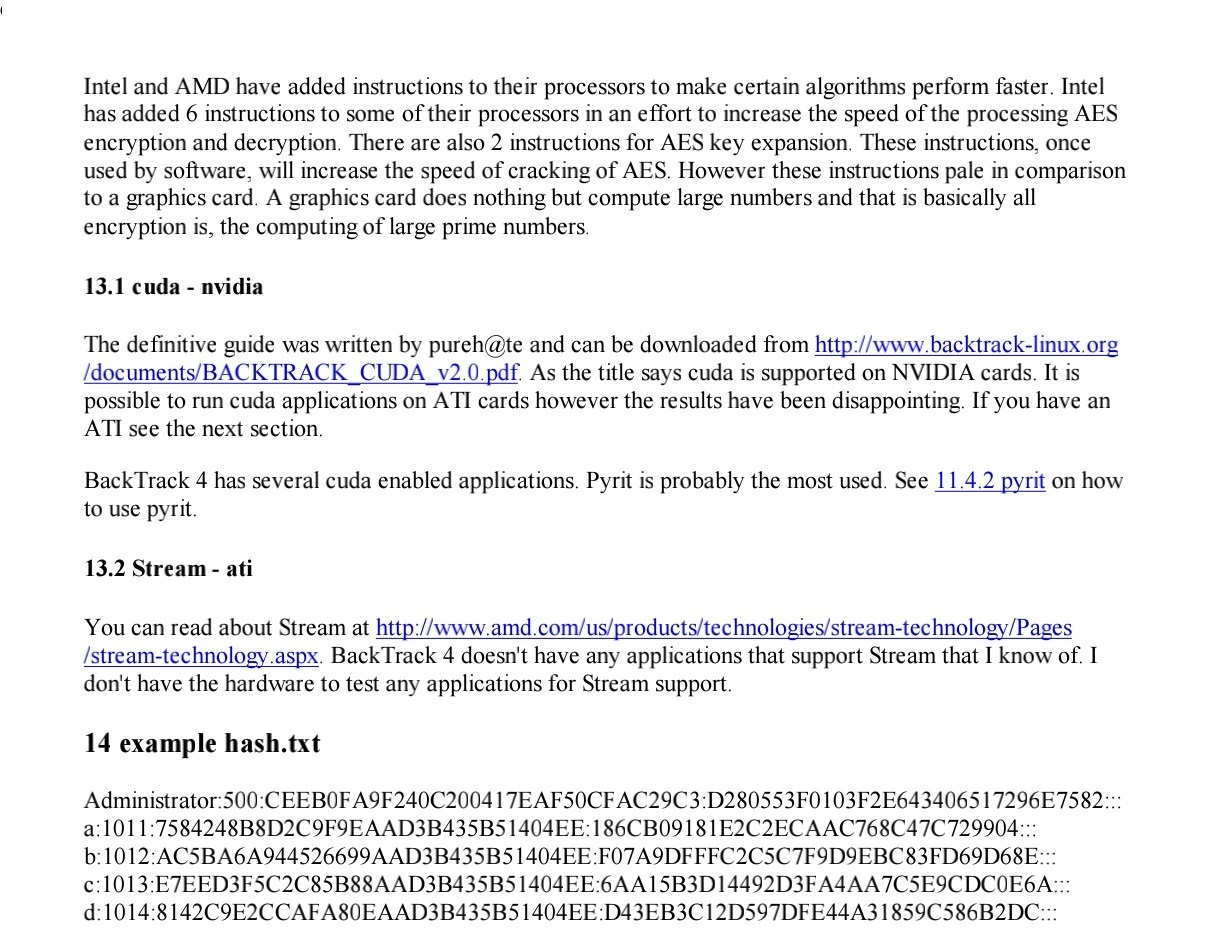 Intel and AMD have added instructions to their processors to make certain algorithms perform faster. Intel
has added 6 instructions to some of their processors in an effort to increase the speed of the processing AES
encryption and decryption. There are also 2 instructions for AES key expansion. These instructions, once
used by software, will increase the speed of cracking of AES. However these instructions pale in comparison
to a graphics card. A graphics card does nothing but compute large numbers and that is basically all
encryption is, the computing of large prime numbers.
13.1 cuda - nvidia
The definitive guide was written by pureh@te and can be downloaded from http://www.backtrack-linux.org
/documents/BACKTRACK_CUDA_v2.0.pdf. As the title says cuda is supported on NVIDIA cards. It is
possible to run cuda applications on ATI cards however the results have been disappointing. If you have an
ATI see the next section.
BackTrack 4 has several cuda enabled applications. Pyrit is probably the most used. See 11.4.2 pyrit on how
to use pyrit.
13.2 Stream - ati
You can read about Stream at http://www.amd.com/us/products/technologies/stream-technology/Pages
/stream-technology.aspx. BackTrack 4 doesn't have any applications that support Stream that I know of. I
don't have the hardware to test any applications for Stream support.
14 example hash.txt
Administrator:500:CEEB0FA9F240C200417EAF50CFAC29C3:D280553F0103F2E643406517296E7582:::
a:1011:7584248B8D2C9F9EAAD3B435B51404EE:186CB09181E2C2ECAAC768C47C729904:::
b:1012:AC5BA6A944526699AAD3B435B51404EE:F07A9DFFFC2C5C7F9D9EBC83FD69D68E:::
c:1013:E7EED3F5C2C85B88AAD3B435B51404EE:6AA15B3D14492D3FA4AA7C5E9CDC0E6A:::
d:1014:8142C9E2CCAFA80EAAD3B435B51404EE:D43EB3C12D597DFE44A31859C586B2DC:::